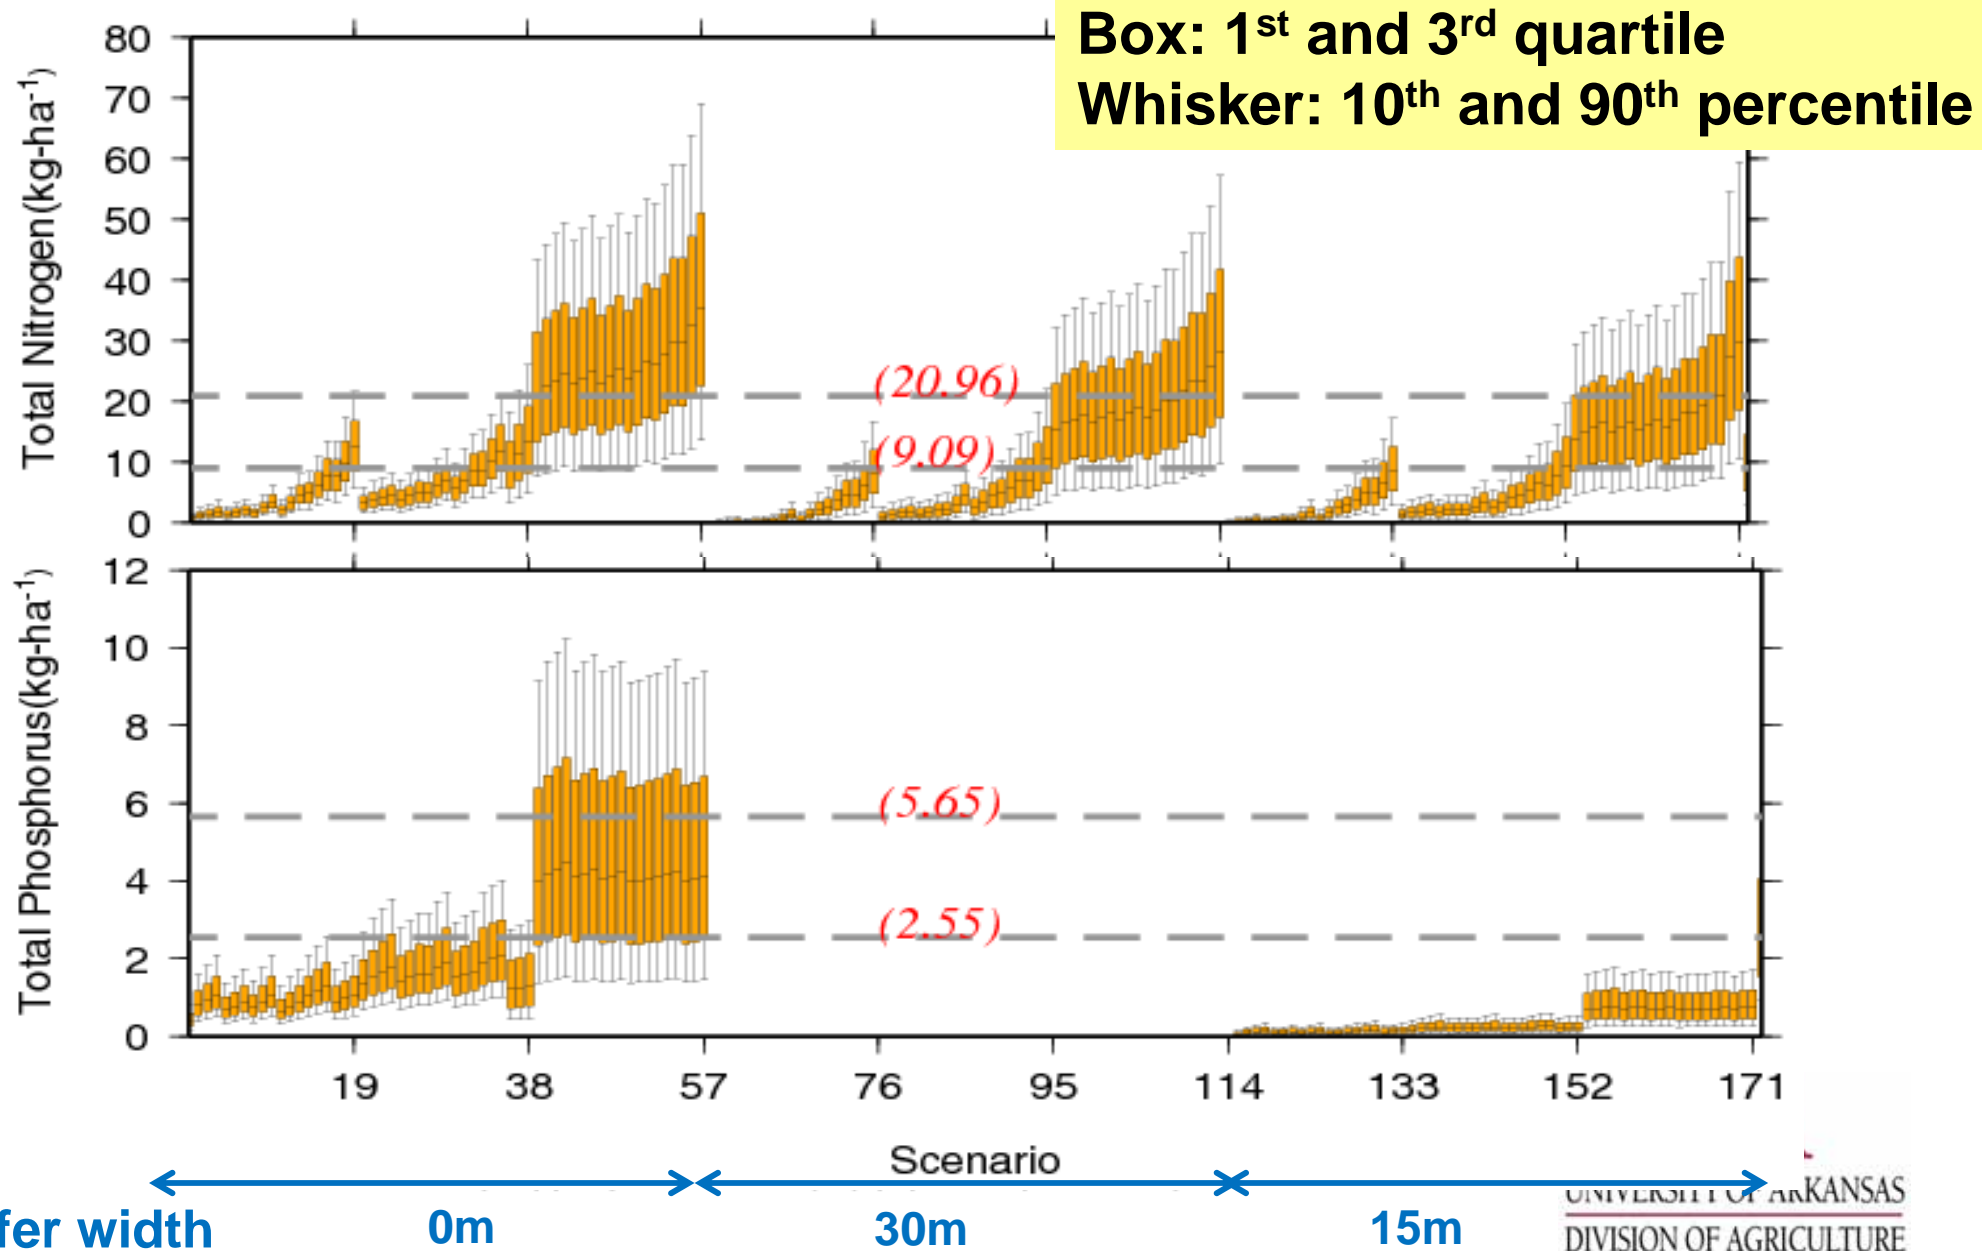 Box: 1st and 3rd quartile
Whisker: 10th and 90th percentile
Total Nitrogen(kg-ha-1)
80
70
60
50
40
30
20
10
0
(20.96)
(9.09)
Total Phosphorus(kg-ha-1)
12
10
8
6
4
2
0
(5.65)
(2.55)
19 38 57 76 95 114 133 152 171
Scenario
fer width 0m 30m 15m
UNIVERSITY OF ARKANSAS
DIVISION OF AGRICULTURE